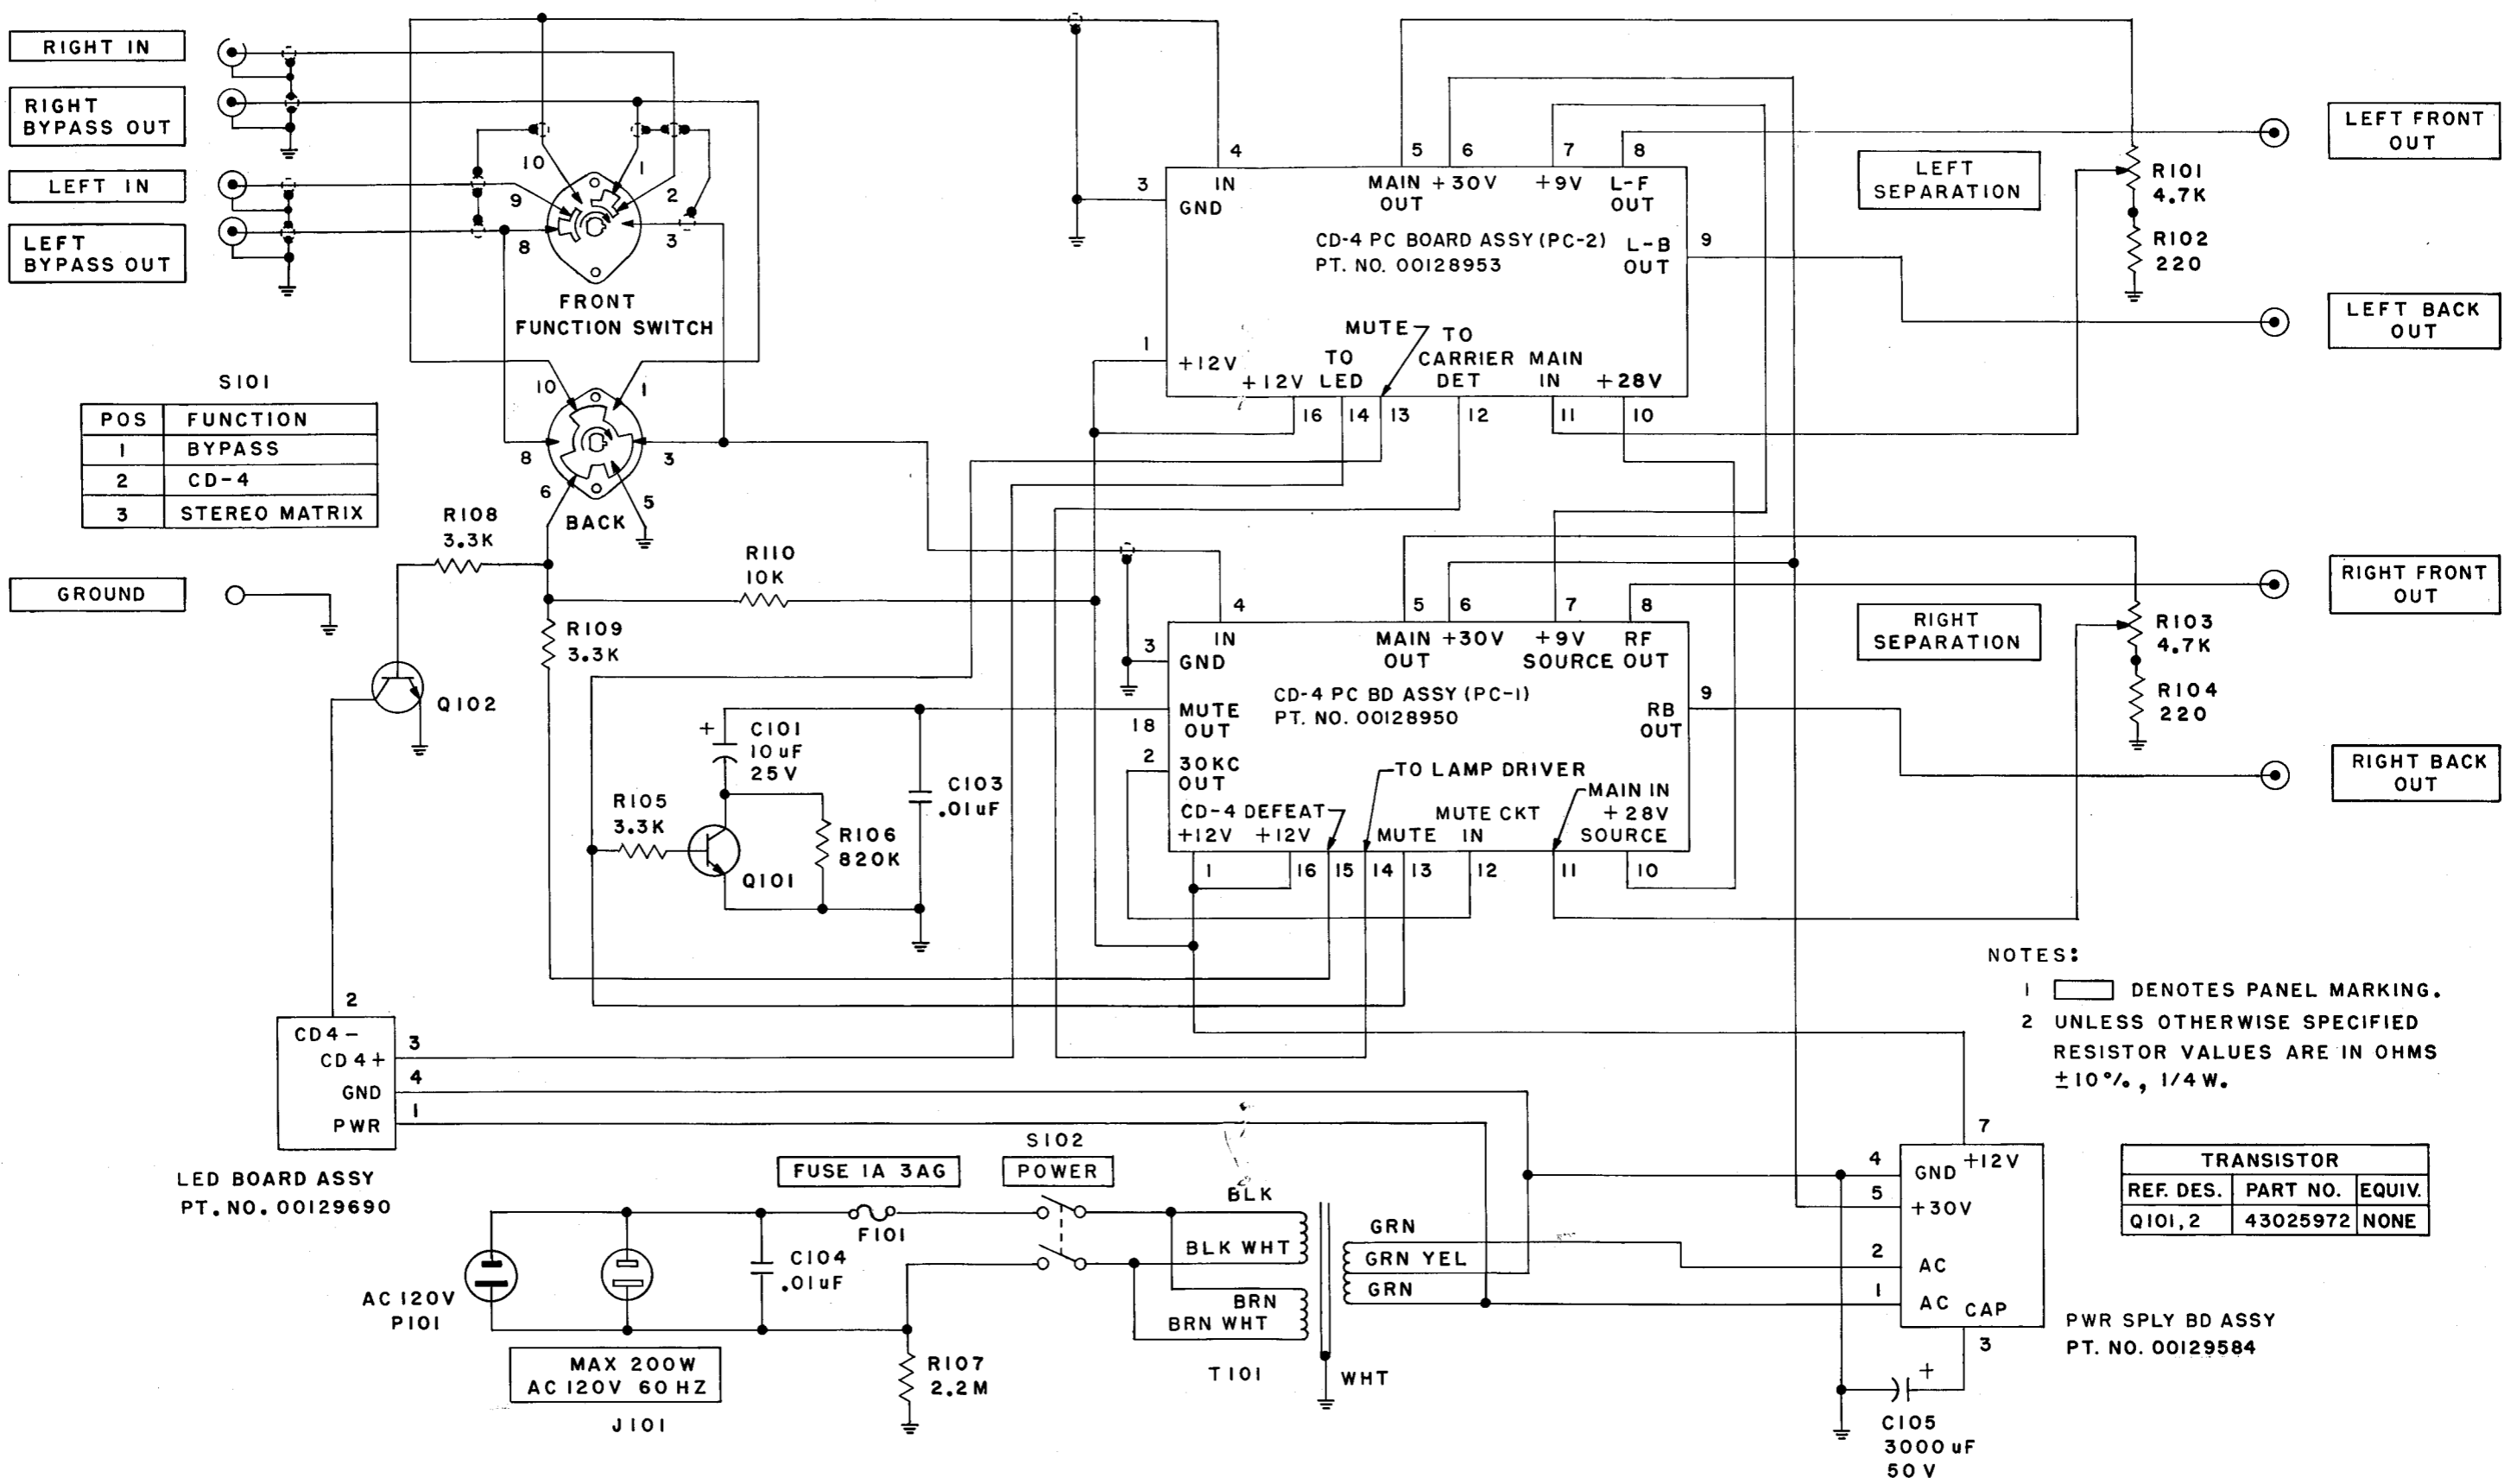 RIGHT IN
RIGHT
BYPASS OUT
LEFT IN
LEFT
BYPASS OUT
10
1
2
9
8
3
FRONT
FUNCTION SWITCH
10
1
8
3
6
5
BACK
S101
POS FUNCTION
1 BYPASS
2 CD-4
3 STEREO MATRIX
R108
3.3K
R110
10K
GROUND
R109
3.3K
Q102
4
5
6
7
8
3
IN
GND
MAIN
OUT
+30V
+9V
L-F
OUT
CD-4 PC BOARD ASSY (PC-2)
PT. NO. 00128953
L-B
OUT
9
1
+12V
+12V
TO
LED
MUTE
TO
CARRIER
DET
MAIN
IN
+28V
16
14
13
12
11
10
LEFT
SEPARATION
R101
4.7K
R102
220
LEFT FRONT
OUT
LEFT BACK
OUT
4
5
6
7
8
3
IN
GND
MAIN
OUT
+30V
+9V
SOURCE
RF
OUT
CD-4 PC BD ASSY (PC-1)
PT. NO. 00128950
RB
OUT
9
18
MUTE
OUT
2
30KC
OUT
TO LAMP DRIVER
CD-4 DEFEAT
+12V
+12V
MUTE
MUTE CKT
IN
MAIN IN
+28V
SOURCE
1
16
15
14
13
12
11
10
RIGHT
SEPARATION
R103
4.7K
R104
220
RIGHT FRONT
OUT
RIGHT BACK
OUT
+
C101
10 uF
25V
C103
.01uF
R105
3.3K
R106
820K
Q101
2
CD4-
CD4+
3
GND
4
PWR
1
LED BOARD ASSY
PT. NO. 00129690
FUSE 1A 3AG
F101
S102
POWER
C104
.01uF
AC 120V
P101
MAX 200W
AC 120V 60 HZ
J101
R107
2.2M
BLK
BLK WHT
BRN
BRN WHT
T101
WHT
GRN
GRN YEL
GRN
NOTES:
1 DENOTES PANEL MARKING.
2 UNLESS OTHERWISE SPECIFIED
RESISTOR VALUES ARE IN OHMS
±10%, 1/4 W.
7
4
GND
+12V
5
+30V
2
AC
1
AC
CAP
3
PWR SPLY BD ASSY
PT. NO. 00129584
+
C105
3000 uF
50 V
TRANSISTOR
REF. DES. PART NO. EQUIV.
Q101,2 43025972 NONE